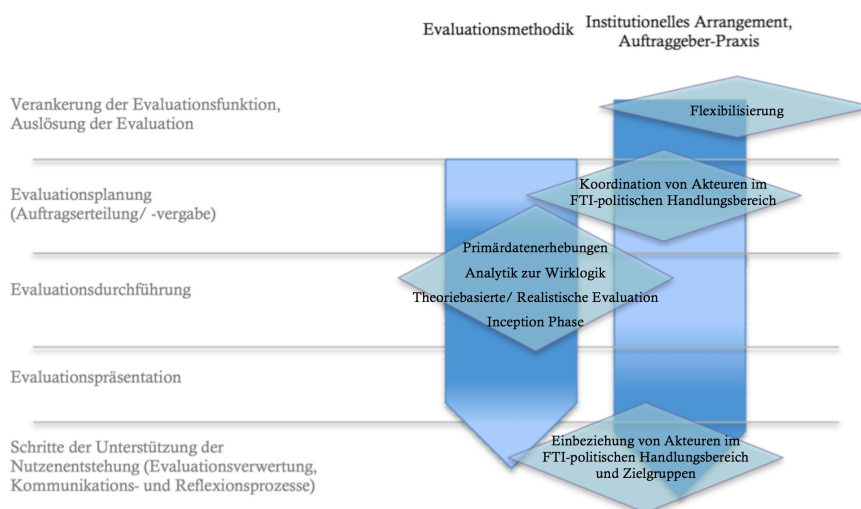 Evaluationsmethodik
Institutionelles Arrangement,
Auftraggeber-Praxis
Verankerung der Evaluationsfunktion,
Auslösung der Evaluation
Flexibilisierung
Evaluationsplanung
(Auftragserteilung/ -vergabe)
Koordination von Akteuren im
FTI-politischen Handlungsbereich
Evaluationsdurchführung
Primärdatenerhebungen
Analytik zur Wirklogik
Theoriebasierte/ Realistische Evaluation
Inception Phase
Evaluationspräsentation
Schritte der Unterstützung der
Nutzenentstehung (Evaluationsverwertung,
Kommunikations- und Reflexionsprozesse)
Einbeziehung von Akteuren im
FTI-politischen Handlungsbereich
und Zielgruppen